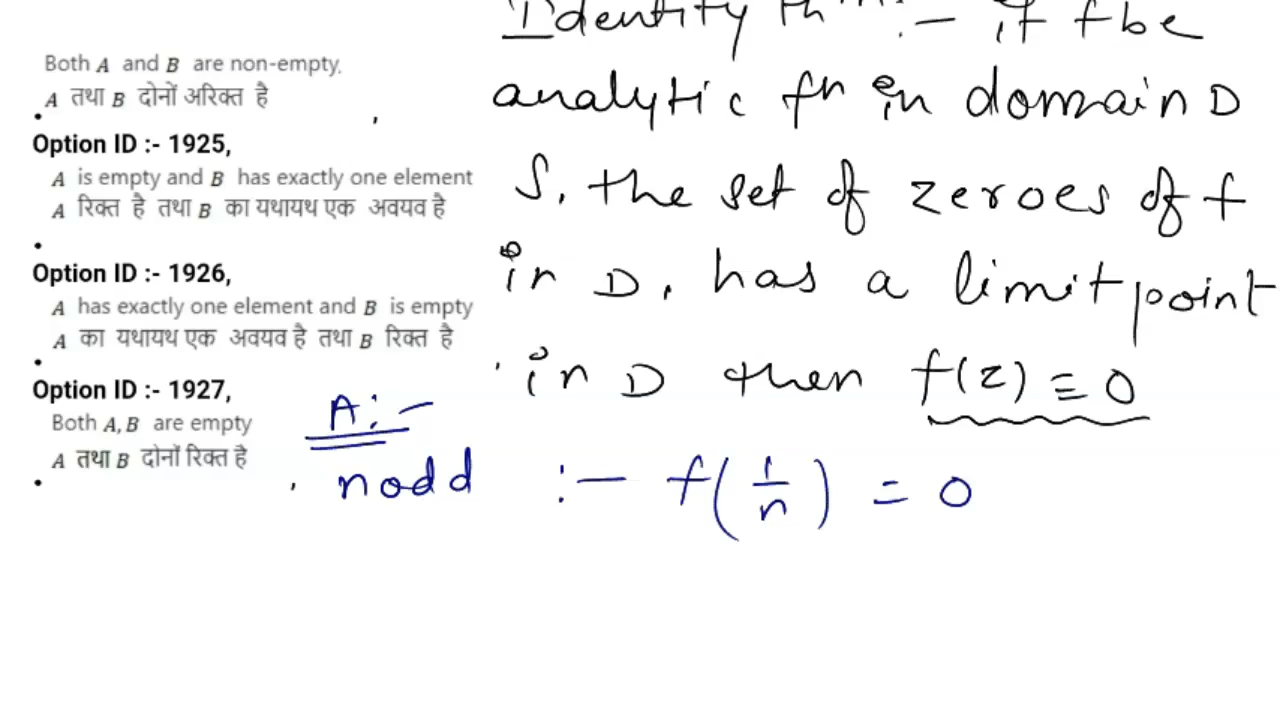 Identity th^m :- if f be
Both A and B are non-empty.
A तथा B दोनों अरिक्त है
analytic f^n in domain D
Option ID :- 1925,
A is empty and B has exactly one element
A रिक्त है तथा B का यथायथ एक अवयव है
S. the set of zeroes of f
Option ID :- 1926,
in D, has a limit point
A has exactly one element and B is empty
A का यथायथ एक अवयव है तथा B रिक्त है
in D then f(z) ≡ 0
Option ID :- 1927,
Both A, B are empty
A तथा B दोनों रिक्त है
A :-
n odd :- f(1/n) = 0